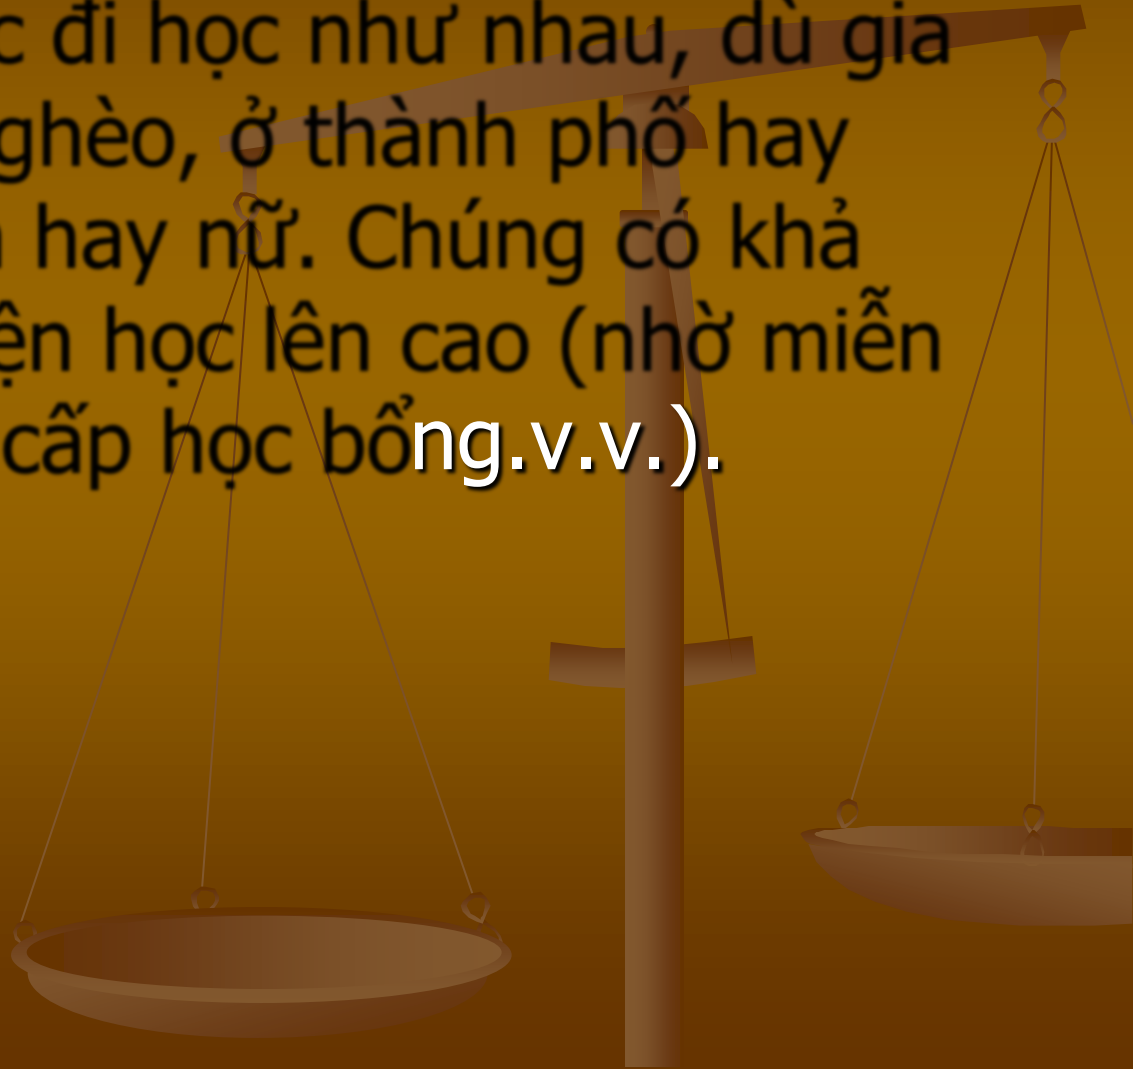 c đi học như nhau, dù gia
ghèo, ở thành phố hay
hay nữ. Chúng có khả
ện học lên cao (nhờ miễn
cấp học bổng.v.v.).